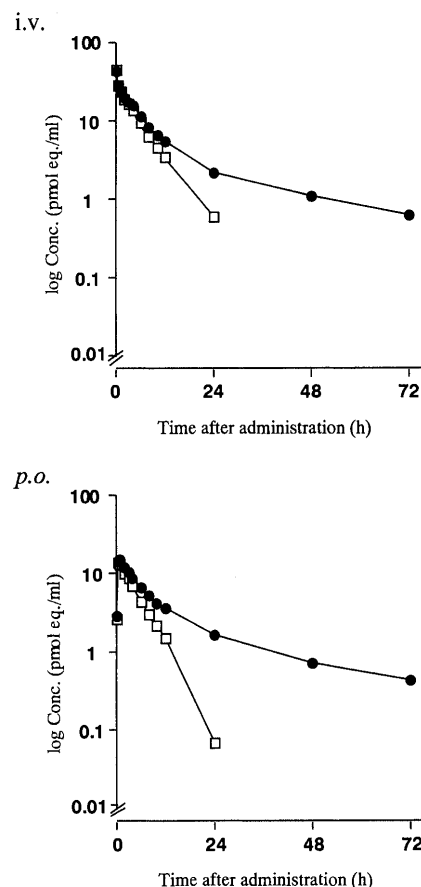 i.v.
100
10
1
0.1
0.01
log Conc. (pmol eq./ml)
0 24 48 72
Time after administration (h)
p.o.
100
10
1
0.1
0.01
log Conc. (pmol eq./ml)
0 24 48 72
Time after administration (h)